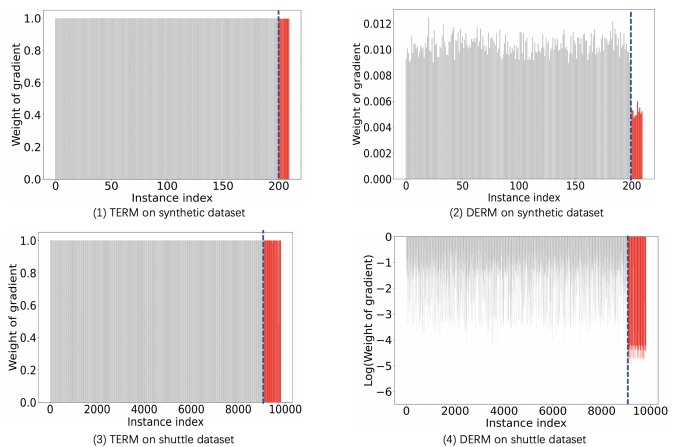 1.0
0.8
0.6
0.4
0.2
0.0
Weight of gradient
0 50 100 150 200
Instance index
(1) TERM on synthetic dataset
0.012
0.010
0.008
0.006
0.004
0.002
0.000
Weight of gradient
0 50 100 150 200
Instance index
(2) DERM on synthetic dataset
1.0
0.8
0.6
0.4
0.2
0.0
Weight of gradient
0 2000 4000 6000 8000 10000
Instance index
(3) TERM on shuttle dataset
0
−1
−2
−3
−4
−5
−6
Log(Weight of gradient)
0 2000 4000 6000 8000 10000
Instance index
(4) DERM on shuttle dataset